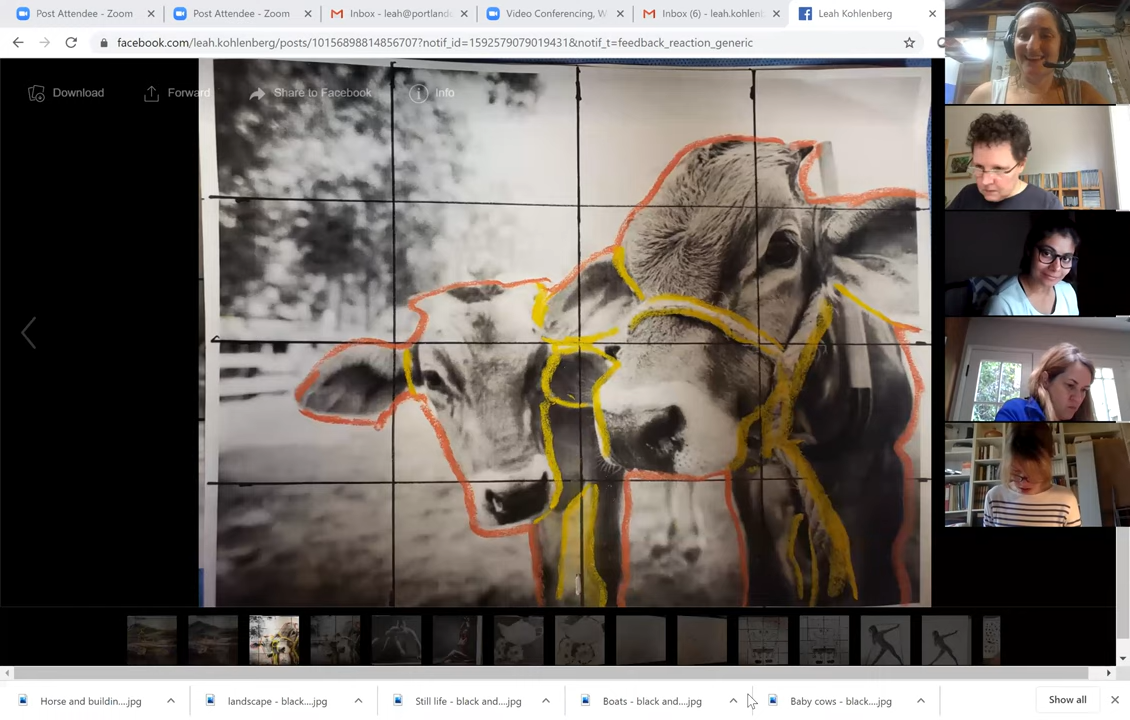 Post Attendee - Zoom
Post Attendee - Zoom
Inbox - leah@portland
Video Conferencing, W
Inbox (6) - leah.kohlenb
Leah Kohlenberg
facebook.com/leah.kohlenberg/posts/10156898814856707?notif_id=1592579079019431&notif_t=feedback_reaction_generic
Download
Forward
Share to Facebook
Info
Horse and buildin....jpg
landscape - black....jpg
Still life - black and....jpg
Boats - black and....jpg
Baby cows - black....jpg
Show all